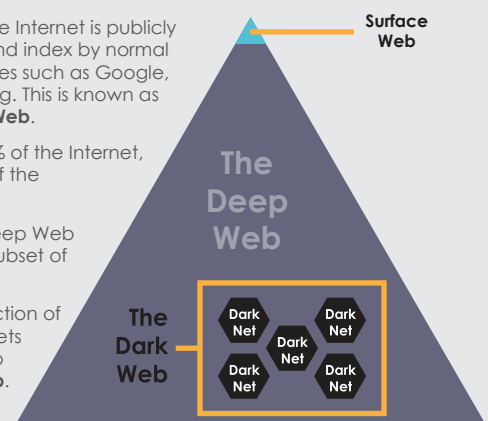 e Internet is publicly
nd index by normal
es such as Google,
g. This is known as
Web.
% of the Internet,
f the
eep Web
ubset of
ction of
ets
o
b.
Surface
Web
The
Deep
Web
The
Dark
Web
Dark
Net
Dark
Net
Dark
Net
Dark
Net
Dark
Net